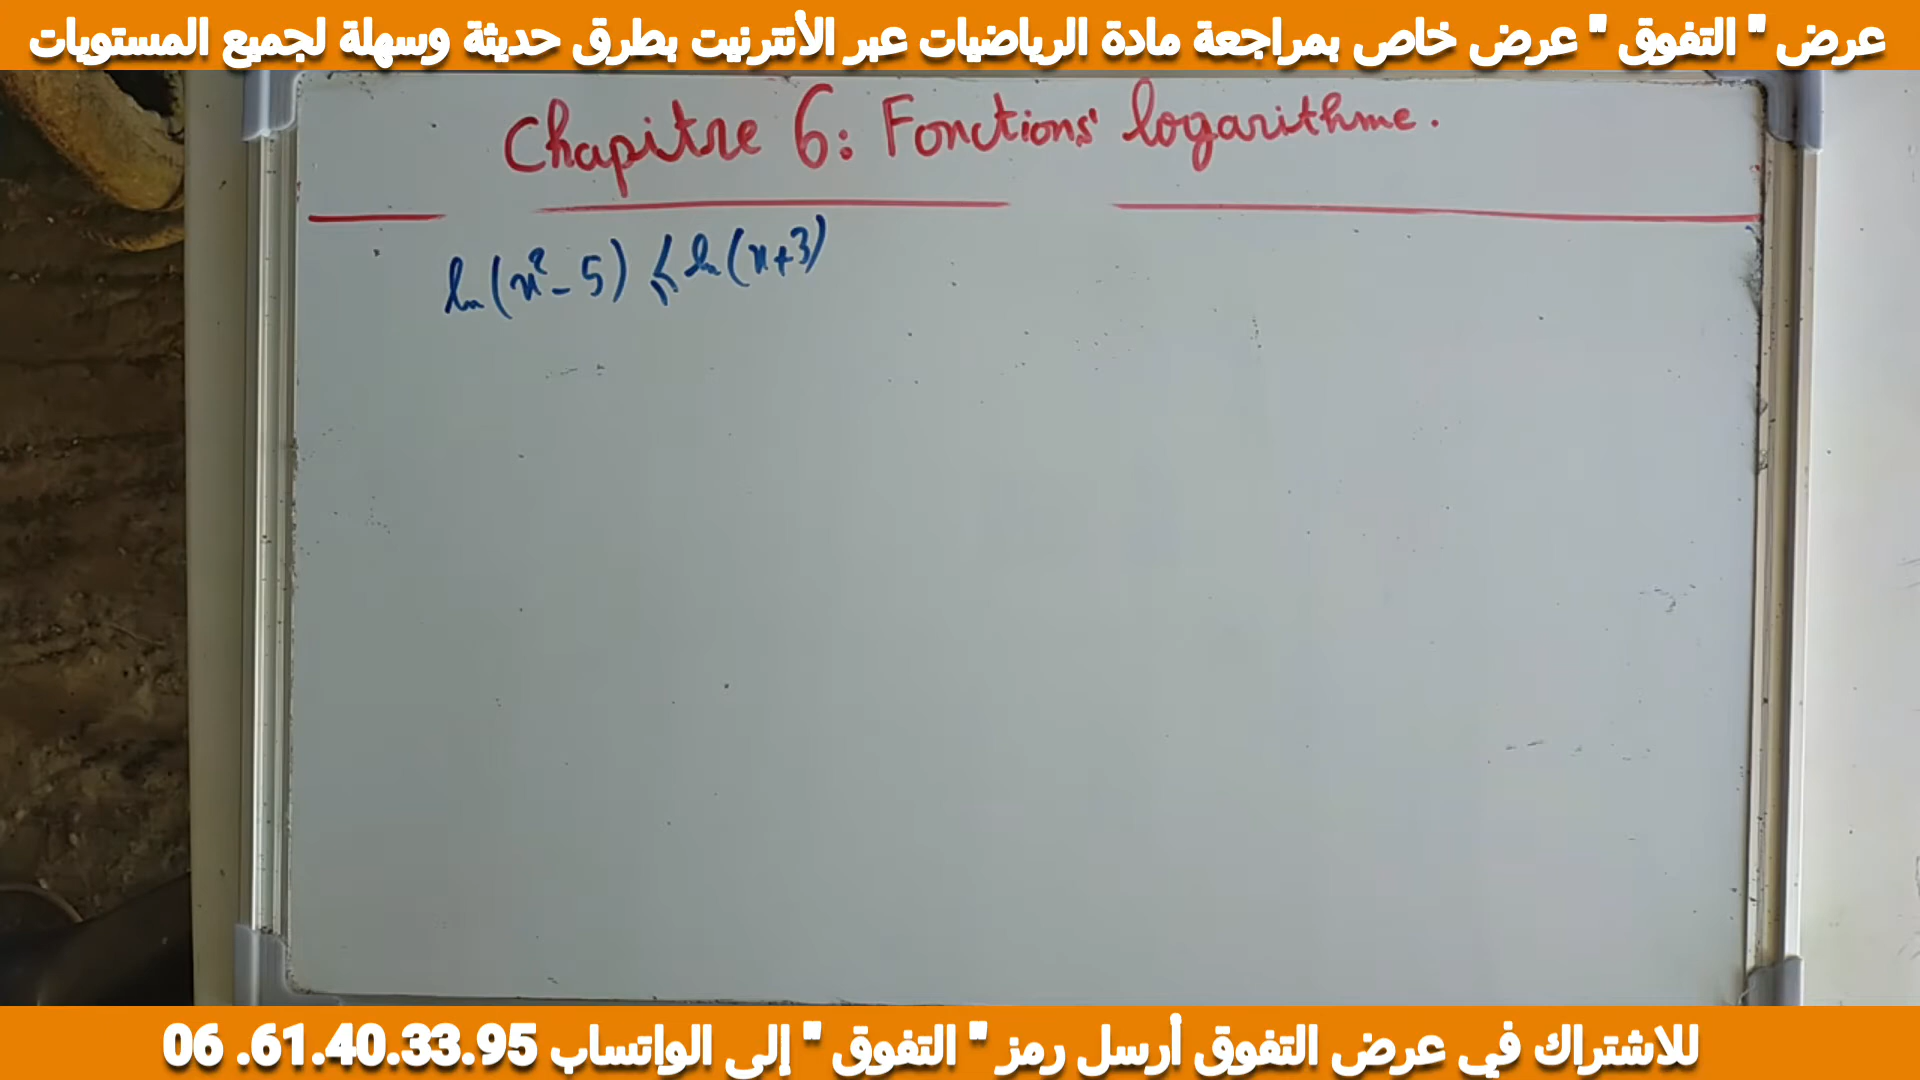 عرض " التفوق " عرض خاص بمراجعة مادة الرياضيات عبر الأنترنيت بطرق حديثة وسهلة لجميع المستويات
Chapitre 6: Fonctions logarithme.
ln(x²-5) ≤ ln(x+3)
للاشتراك في عرض التفوق أرسل رمز " التفوق " إلى الواتساب 06 .61.40.33.95